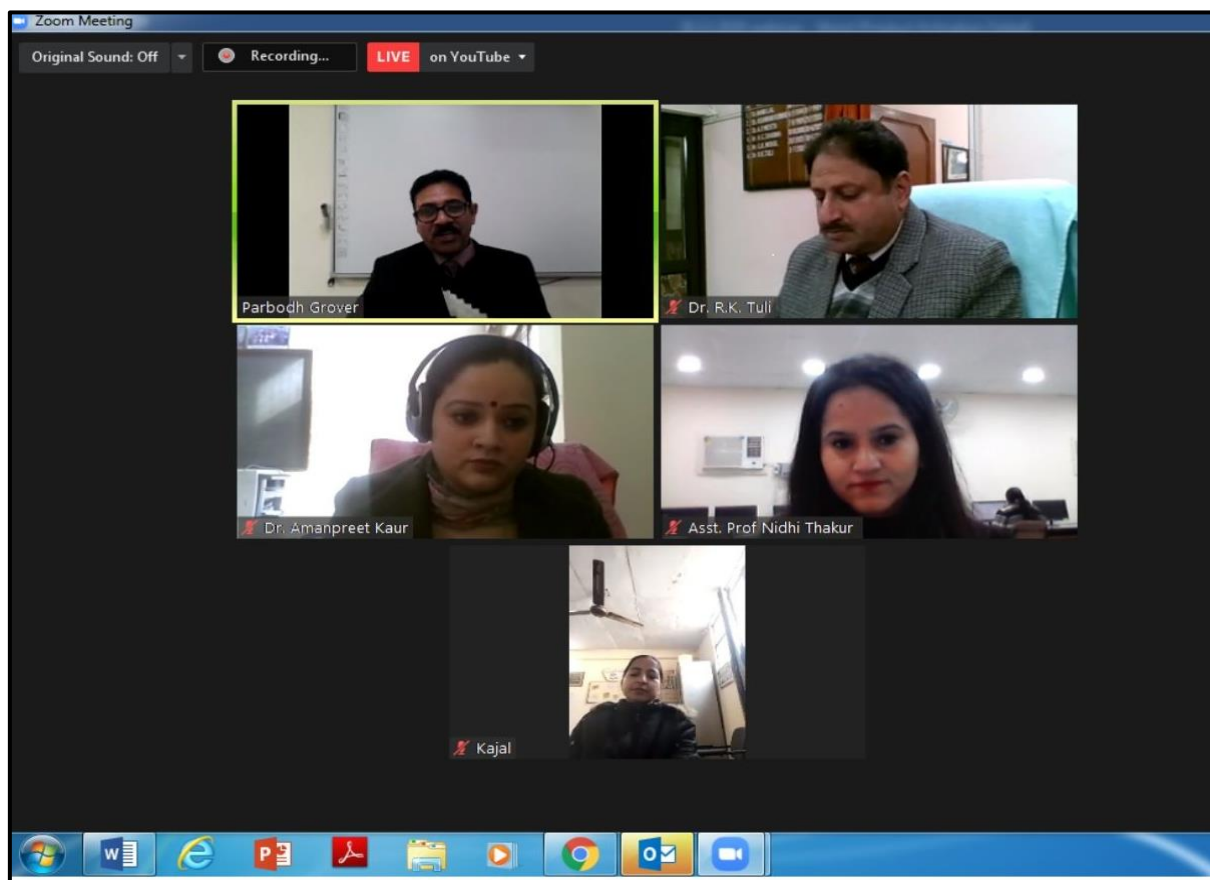 Zoom Meeting
Original Sound: Off
Recording...
LIVE on YouTube
Parbodh Grover
Dr. R.K. Tuli
Dr. Amanpreet Kaur
Asst. Prof Nidhi Thakur
Kajal